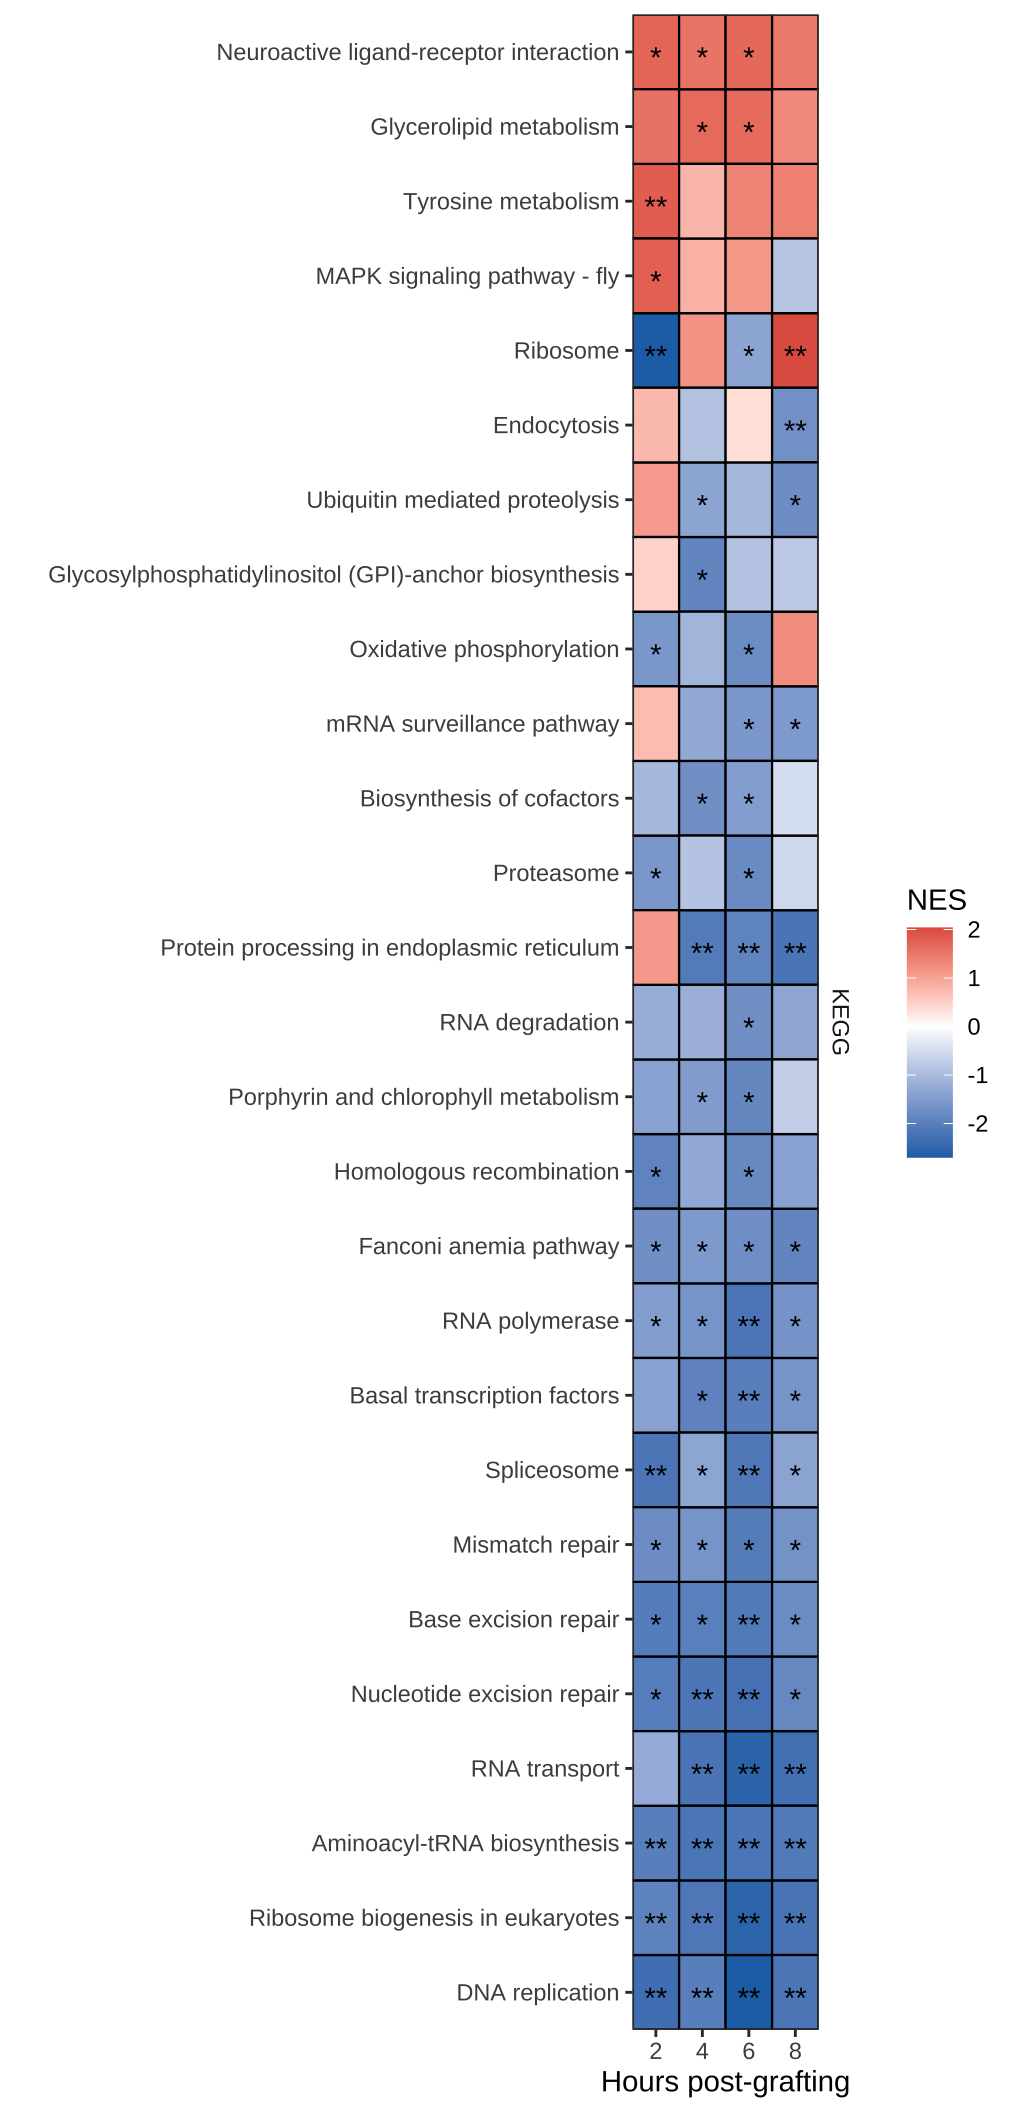 Neuroactive ligand-receptor interaction * * *
Glycerolipid metabolism * *
Tyrosine metabolism **
MAPK signaling pathway - fly *
Ribosome ** * **
Endocytosis **
Ubiquitin mediated proteolysis * *
Glycosylphosphatidylinositol (GPI)-anchor biosynthesis *
Oxidative phosphorylation * *
mRNA surveillance pathway * *
Biosynthesis of cofactors * *
Proteasome * *
Protein processing in endoplasmic reticulum ** ** **
RNA degradation *
Porphyrin and chlorophyll metabolism * *
Homologous recombination * *
Fanconi anemia pathway * * * *
RNA polymerase * * ** *
Basal transcription factors * ** *
Spliceosome ** * ** *
Mismatch repair * * * *
Base excision repair * * ** *
Nucleotide excision repair * ** ** *
RNA transport ** ** **
Aminoacyl-tRNA biosynthesis ** ** ** **
Ribosome biogenesis in eukaryotes ** ** ** **
DNA replication ** ** ** **
2 4 6 8
Hours post-grafting
KEGG
NES
2
1
0
-1
-2